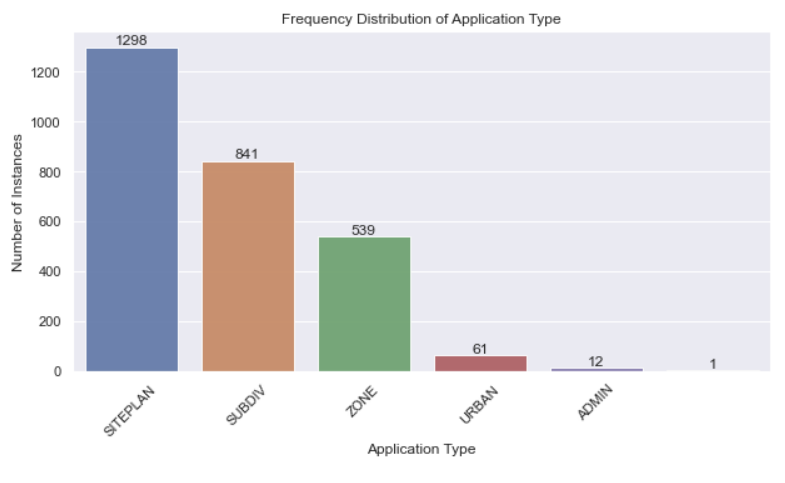 Frequency Distribution of Application Type
Number of Instances
1200
1000
800
600
400
200
0
1298
841
539
61
12
1
SITEPLAN
SUBDIV
ZONE
URBAN
ADMIN
Application Type